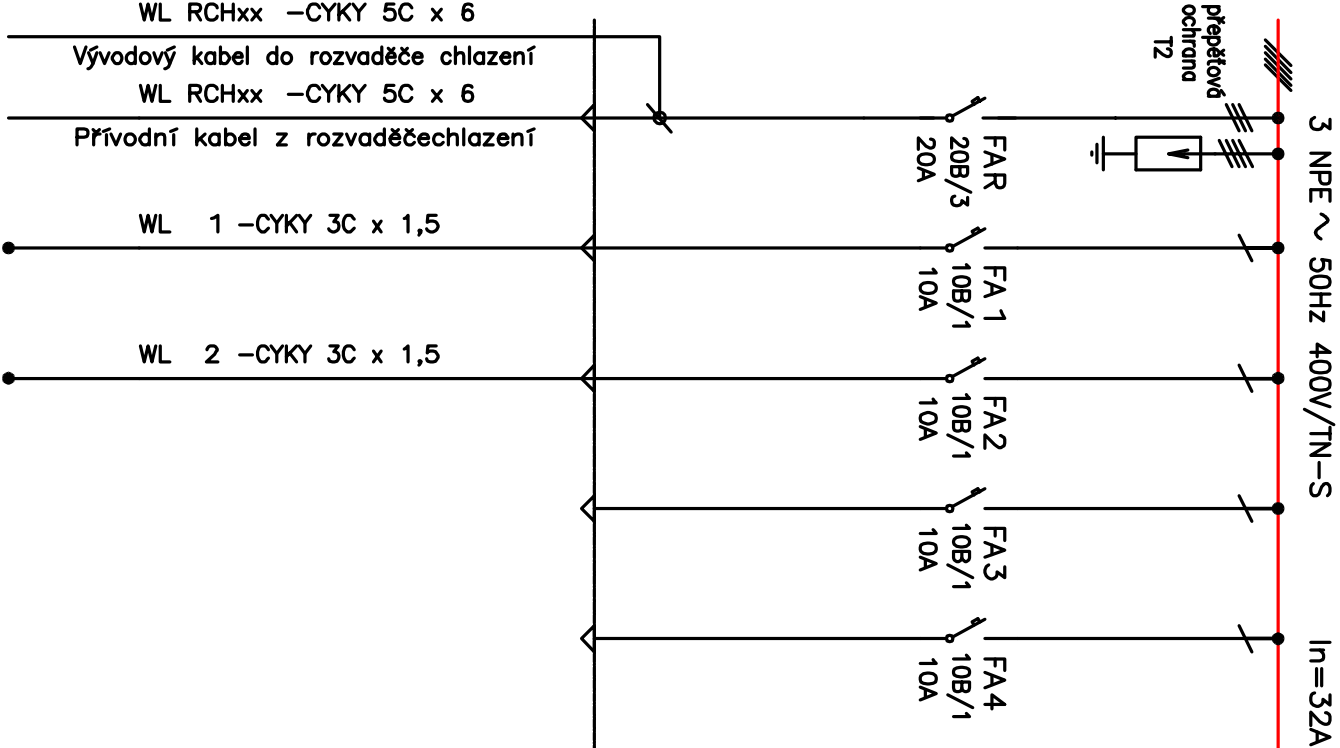 WL RCHxx -CYKY 5C x 6
Vývodový kabel do rozvaděče chlazení
WL RCHxx -CYKY 5C x 6
Přívodní kabel z rozvaděčechlazení
WL 1 -CYKY 3C x 1,5
WL 2 -CYKY 3C x 1,5
přepěťová
ochrana
T2
FAR
20B/3
20A
FA 1
10B/1
10A
FA2
10B/1
10A
FA3
10B/1
10A
FA4
10B/1
10A
3 NPE ~ 50Hz 400V/TN-S
In=32A